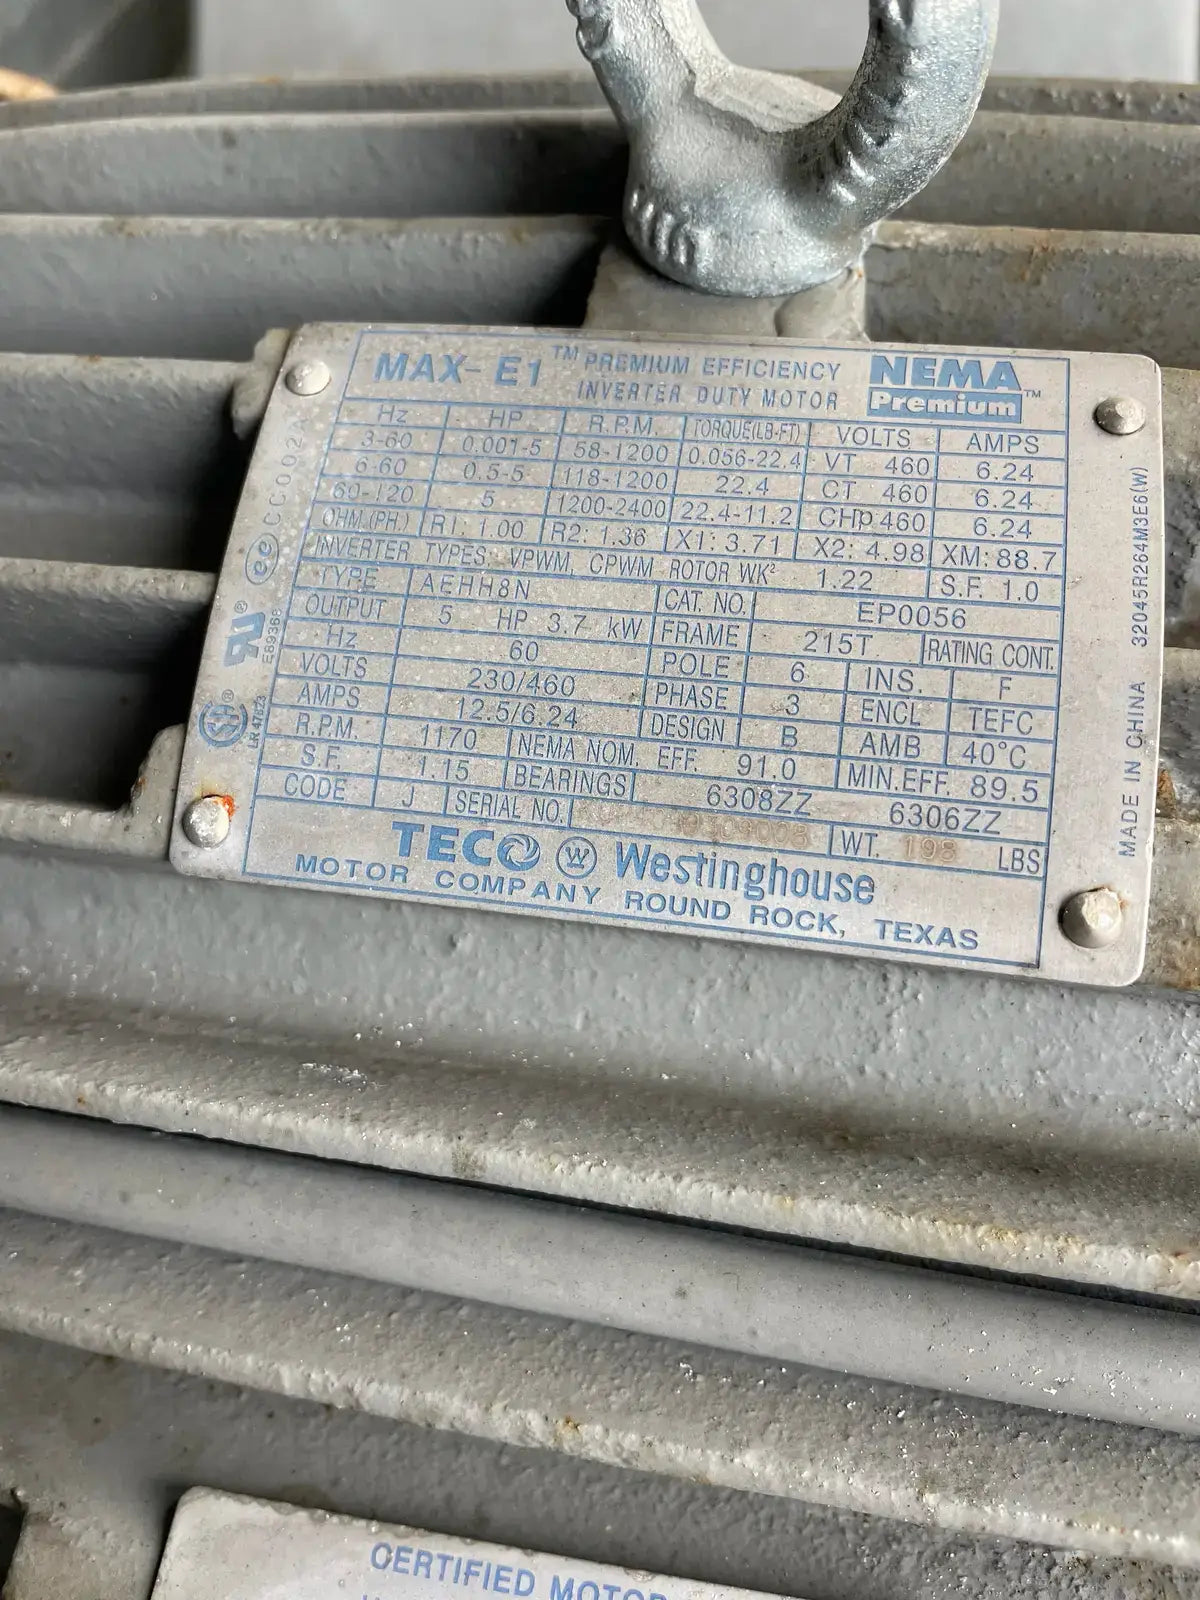 MAX-E1™ PREMIUM EFFICIENCY INVERTER DUTY MOTOR NEMA Premium™
Hz HP R.P.M. TORQUE(LB-FT) VOLTS AMPS
3-60 0.001-5 58-1200 0.056-22.4 VT 460 6.24
6-60 0.5-5 118-1200 22.4 CT 460 6.24
60-120 5 1200-2400 22.4-11.2 CHp 460 6.24
OHM.(PH.) R1: 1.00 R2: 1.36 X1: 3.71 X2: 4.98 XM: 88.7
INVERTER TYPES: VPWM, CPWM ROTOR WK² 1.22 S.F. 1.0
TYPE AEHH8N CAT. NO. EP0056
OUTPUT 5 HP 3.7 kW FRAME 215T RATING CONT.
Hz 60 POLE 6 INS. F
VOLTS 230/460 PHASE 3 ENCL TEFC
AMPS 12.5/6.24 DESIGN B AMB 40°C
R.P.M. 1170 NEMA NOM. EFF. 91.0 MIN.EFF. 89.5
S.F. 1.15 BEARINGS 6308ZZ 6306ZZ
CODE J SERIAL NO. WT. 198 LBS
TECO W Westinghouse
MOTOR COMPANY ROUND ROCK, TEXAS
ee CC002A
E89366
MADE IN CHINA 32045R264M3E6(W)
CERTIFIED MOTO